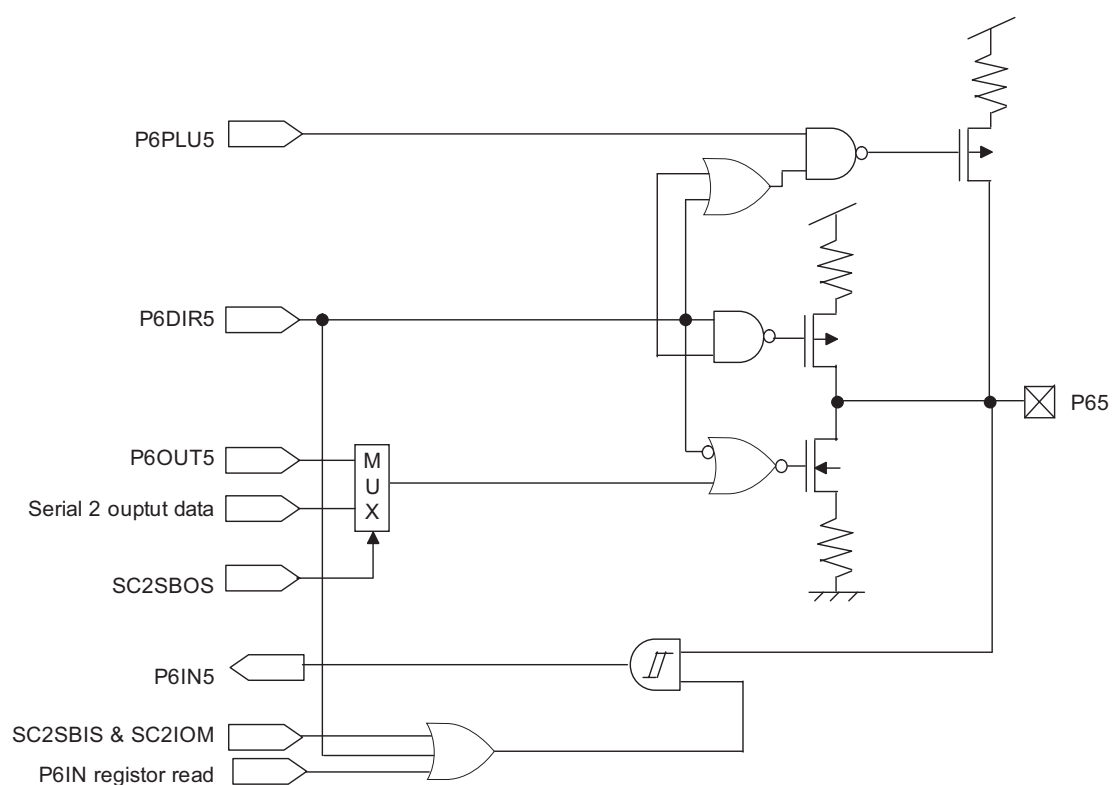 P6PLU5
P6DIR5
P65
P6OUT5
M
U
X
Serial 2 ouptut data
SC2SBOS
P6IN5
SC2SBIS & SC2IOM
P6IN registor read